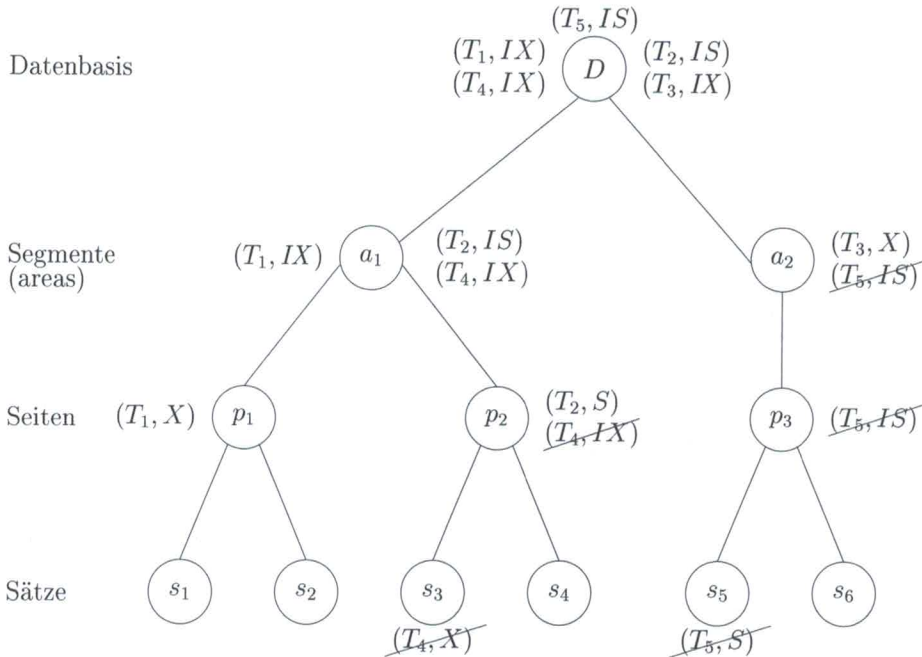 (T₅, IS)
Datenbasis (T₁, IX) D (T₂, IS)
(T₄, IX) (T₃, IX)
Segmente (T₁, IX) a₁ (T₂, IS) a₂ (T₃, X)
(areas) (T₄, IX) (T₅, IS)
Seiten (T₁, X) p₁ p₂ (T₂, S) p₃ (T₅, IS)
(T₄, IX)
Sätze s₁ s₂ s₃ s₄ s₅ s₆
(T₄, X) (T₅, S)